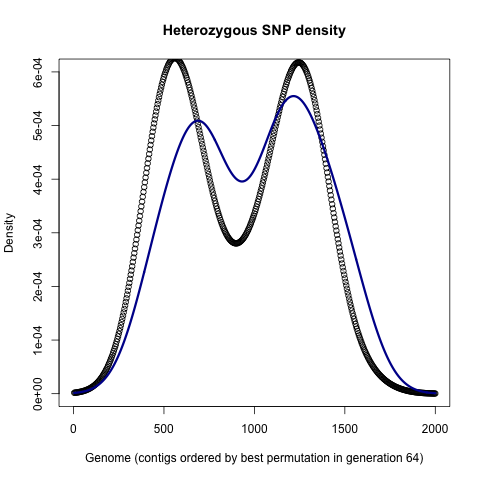 Heterozygous SNP density
Density
6e-04
5e-04
4e-04
3e-04
2e-04
1e-04
0e+00
0 500 1000 1500 2000
Genome (contigs ordered by best permutation in generation 64)